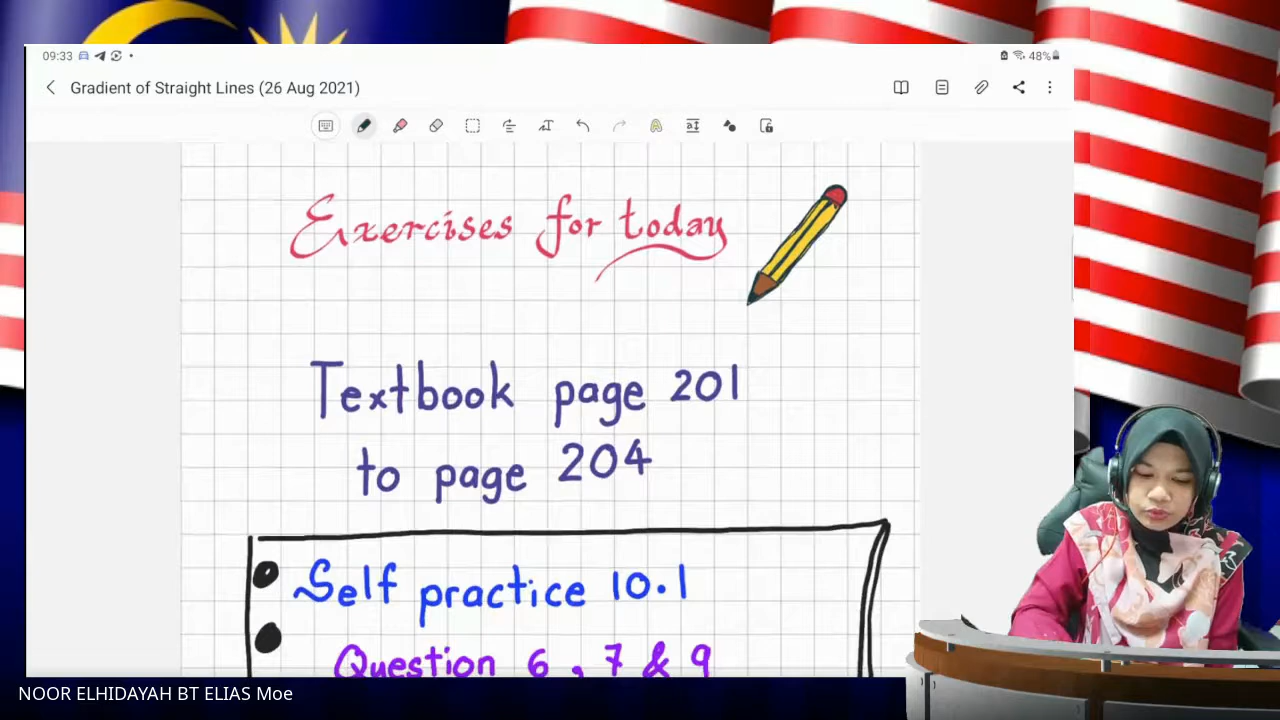 09:33
48%
Gradient of Straight Lines (26 Aug 2021)
Exercises for today
Textbook page 201
to page 204
Self practice 10.1
Question 6, 7 & 9
NOOR ELHIDAYAH BT ELIAS Moe